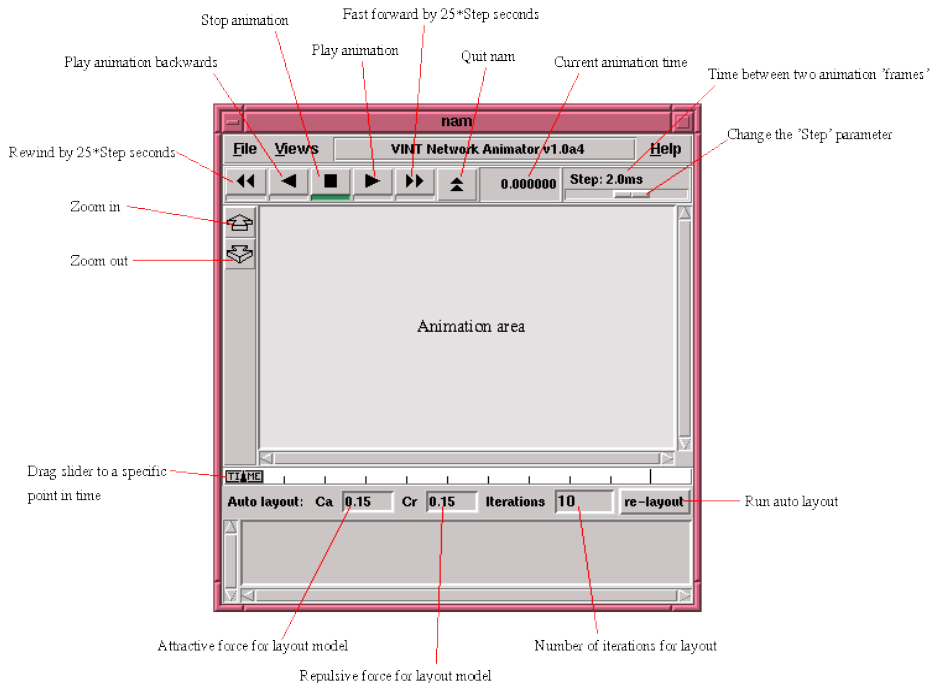 Fast forward by 25*Step seconds
Stop animation
Play animation
Quit nam
Play animation backwards
Current animation time
Time between two animation 'frames'
nam
Change the 'Step' parameter
File Views VINT Network Animator v1.0a4 Help
Rewind by 25*Step seconds
0.000000
Step: 2.0ms
Zoom in
Zoom out
Animation area
Drag slider to a specific
point in time
TIME
Auto layout: Ca 0.15 Cr 0.15 Iterations 10 re-layout
Run auto layout
Attractive force for layout model
Number of iterations for layout
Repulsive force for layout model